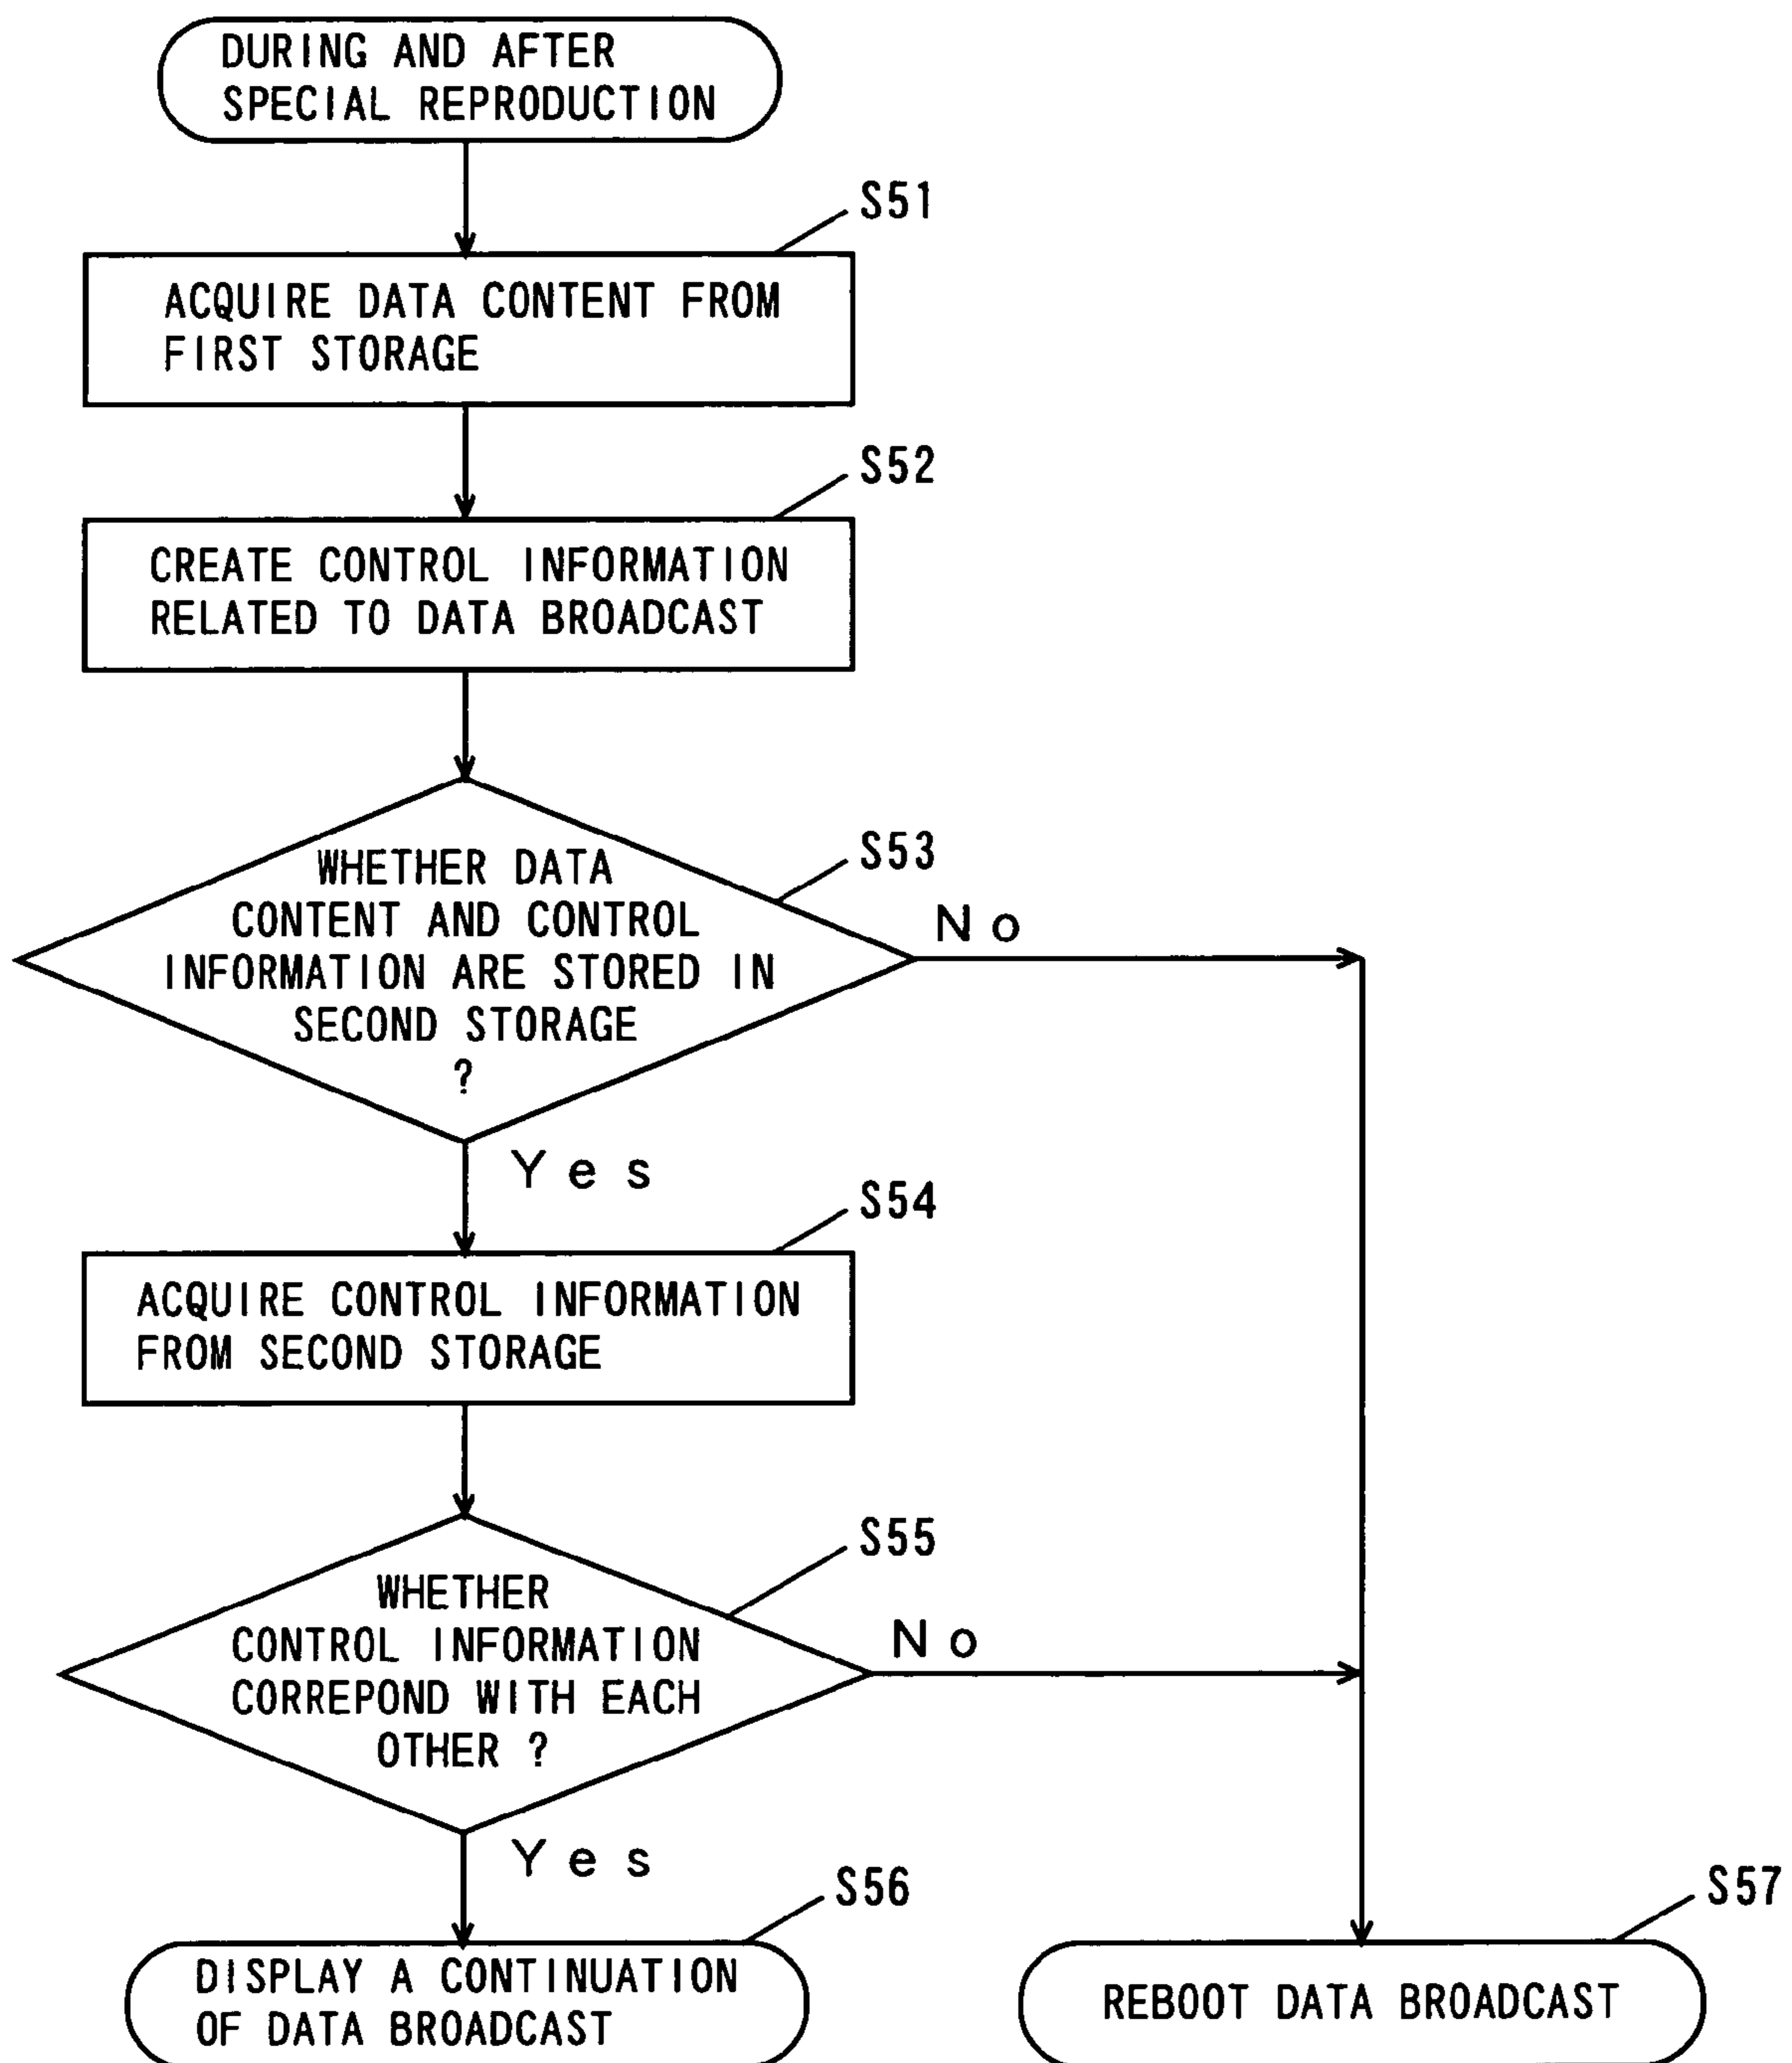 DURING AND AFTER
SPECIAL REPRODUCTION
S51
ACQUIRE DATA CONTENT FROM
FIRST STORAGE
S52
CREATE CONTROL INFORMATION
RELATED TO DATA BROADCAST
S53
WHETHER DATA
CONTENT AND CONTROL
INFORMATION ARE STORED IN
SECOND STORAGE
?
No
Yes
S54
ACQUIRE CONTROL INFORMATION
FROM SECOND STORAGE
S55
WHETHER
CONTROL INFORMATION
CORREPOND WITH EACH
OTHER ?
No
Yes
S56
DISPLAY A CONTINUATION
OF DATA BROADCAST
S57
REBOOT DATA BROADCAST